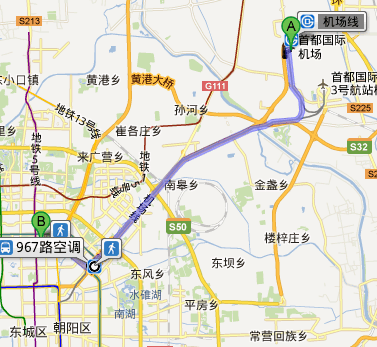 S213
机场线
A
首都国际
机场
黄港乡
黄港大桥
东小口镇
G111
首都国际
3号航站楼
地铁13号线
孙河乡
S225
崔各庄乡
地铁5号线
来广营乡
地铁
S32
南皋乡
金盏乡
机场线
B
S50
楼梓庄乡
967路空调
东坝乡
东风乡
水碓湖
平房乡
南湖
东城区
朝阳区
常营回族乡